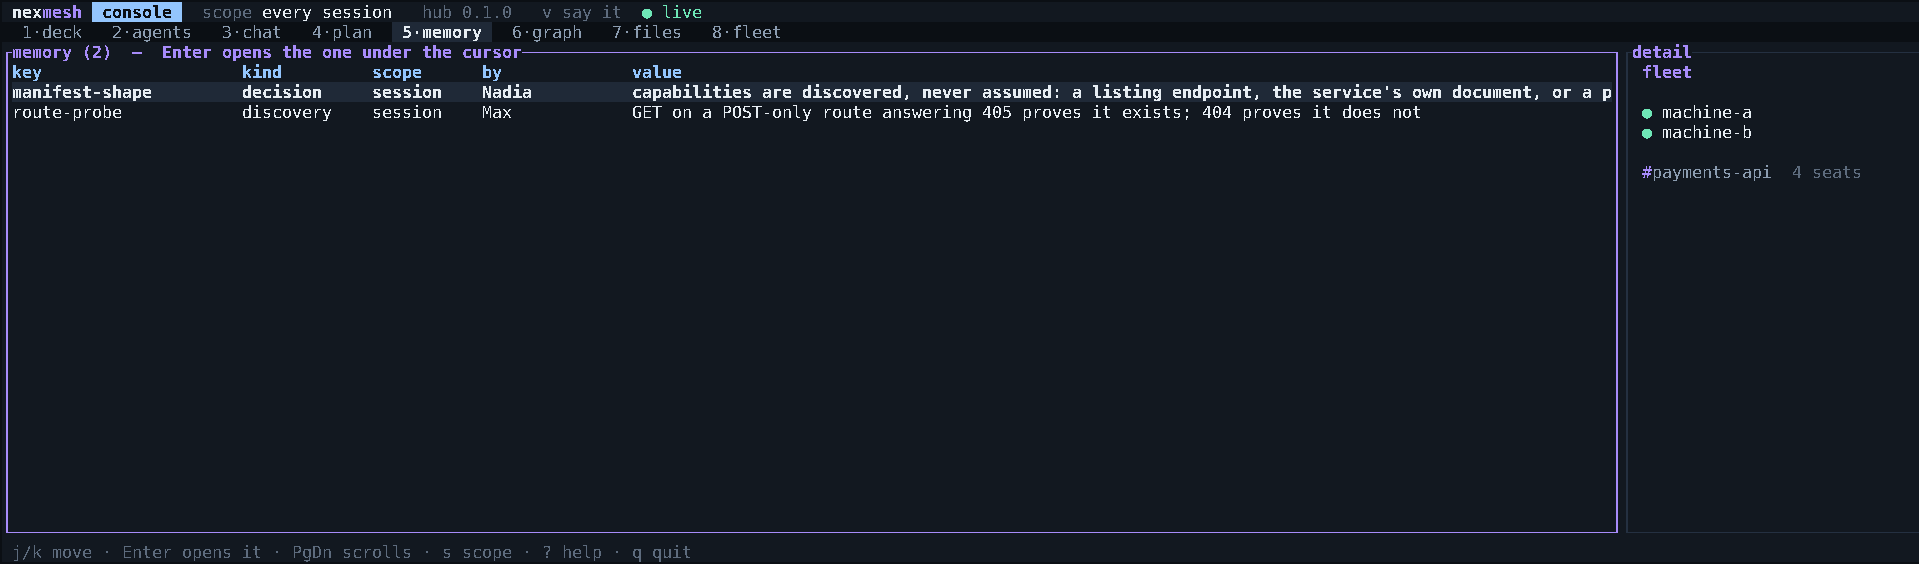 nexmesh console scope every session hub 0.1.0 v say it ● live
1·deck 2·agents 3·chat 4·plan 5·memory 6·graph 7·files 8·fleet
memory (2) — Enter opens the one under the cursor
key kind scope by value
manifest-shape decision session Nadia capabilities are discovered, never assumed: a listing endpoint, the service's own document, or a p
route-probe discovery session Max GET on a POST-only route answering 405 proves it exists; 404 proves it does not
detail
fleet
● machine-a
● machine-b
#payments-api 4 seats
j/k move · Enter opens it · PgDn scrolls · s scope · ? help · q quit